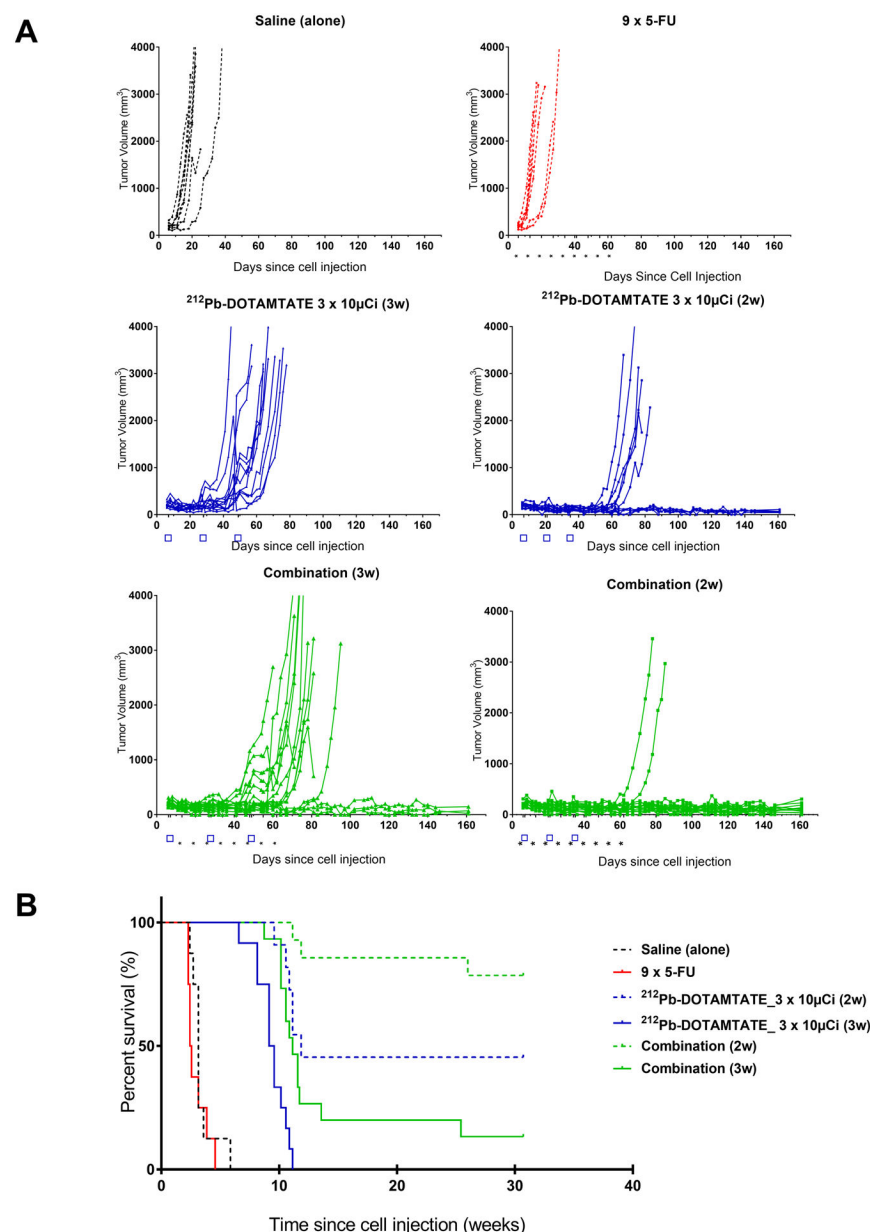 A
Saline (alone)
4000
3000
2000
1000
0
Tumor Volume (mm³)
0 20 40 60 80 100 120 140 160
Days since cell injection
9 x 5-FU
4000
3000
2000
1000
0
Tumor Volume (mm³)
0 20 40 60 80 100 120 140 160
* * * * * * * * *
Days Since Cell Injection
²¹²Pb-DOTAMTATE 3 x 10µCi (3w)
4000
3000
2000
1000
0
Tumor Volume (mm³)
0 20 40 60 80 100 120 140 160
Days since cell injection
²¹²Pb-DOTAMTATE 3 x 10µCi (2w)
4000
3000
2000
1000
0
Tumor Volume (mm³)
0 20 40 60 80 100 120 140 160
Days since cell injection
Combination (3w)
4000
3000
2000
1000
0
Tumor Volume (mm³)
0 20 40 60 80 100 120 140 160
* * * * * * * *
Days since cell injection
Combination (2w)
4000
3000
2000
1000
0
Tumor Volume (mm³)
0 20 40 60 80 100 120 140 160
* * * * * * * * *
Days since cell injection
B
100
50
0
Percent survival (%)
0 10 20 30 40
Time since cell injection (weeks)
Saline (alone)
9 x 5-FU
²¹²Pb-DOTAMTATE_3 x 10µCi (2w)
²¹²Pb-DOTAMTATE_ 3 x 10µCi (3w)
Combination (2w)
Combination (3w)